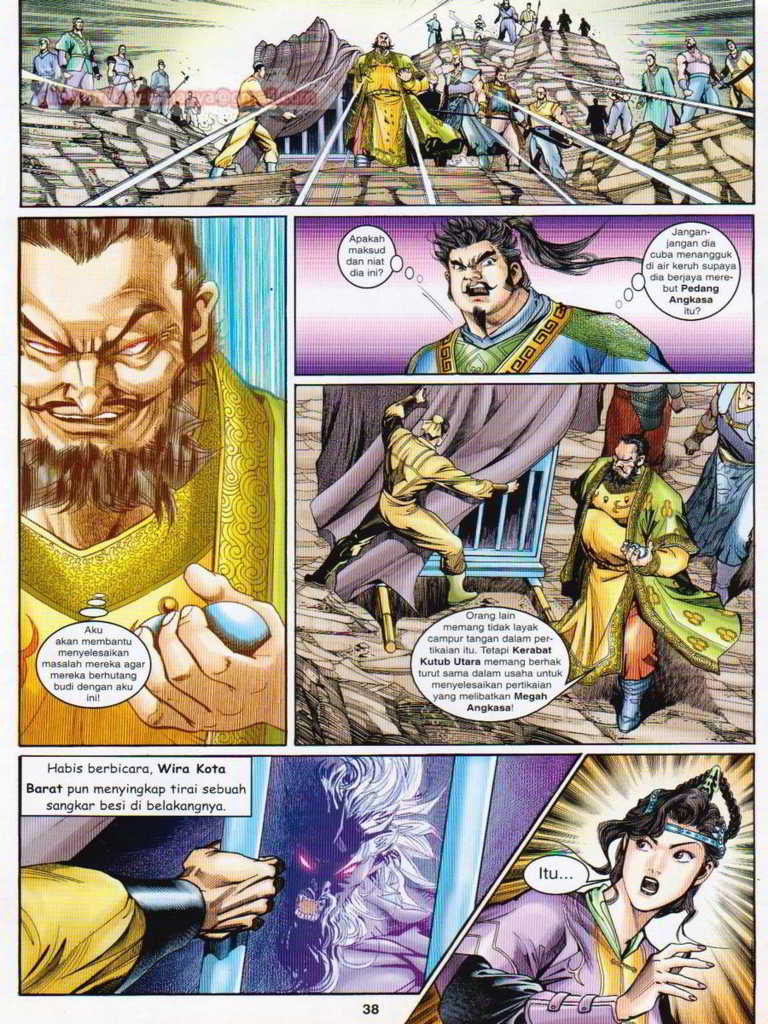 Apakah
maksud
dan niat
dia ini?
Jangan-
jangan dia
cuba menangguk
di air keruh supaya
dia berjaya mere-
but Pedang
Angkasa
itu?
Aku
akan membantu
menyelesaikan
masalah mereka agar
mereka berhutang
budi dengan aku
ini!
Orang lain
memang tidak layak
campur tangan dalam per-
tikaian itu. Tetapi Kerabat
Kutub Utara memang berhak
turut sama dalam usaha untuk
menyelesaikan pertikaian
yang melibatkan Megah
Angkasa!
Habis berbicara, Wira Kota
Barat pun menyingkap tirai sebuah
sangkar besi di belakangnya.
Itu...
38